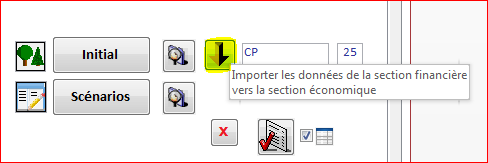 Initial
CP
25
Importer les données de la section financière
vers la section économique
Scénarios
x